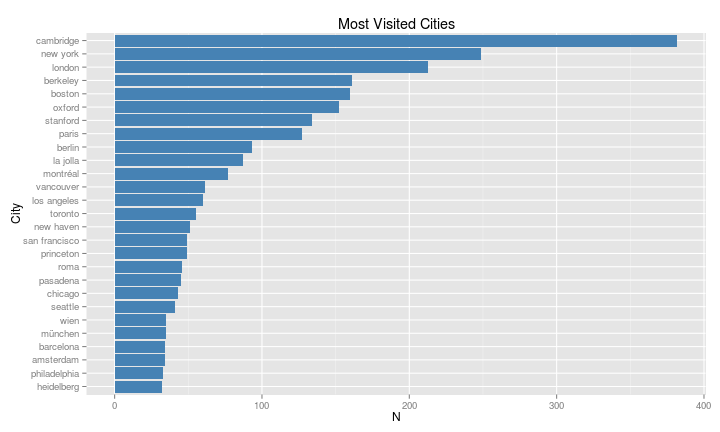 Most Visited Cities
City
cambridge
new york
london
berkeley
boston
oxford
stanford
paris
berlin
la jolla
montréal
vancouver
los angeles
toronto
new haven
san francisco
princeton
roma
pasadena
chicago
seattle
wien
münchen
barcelona
amsterdam
philadelphia
heidelberg
0 100 200 300 400
N